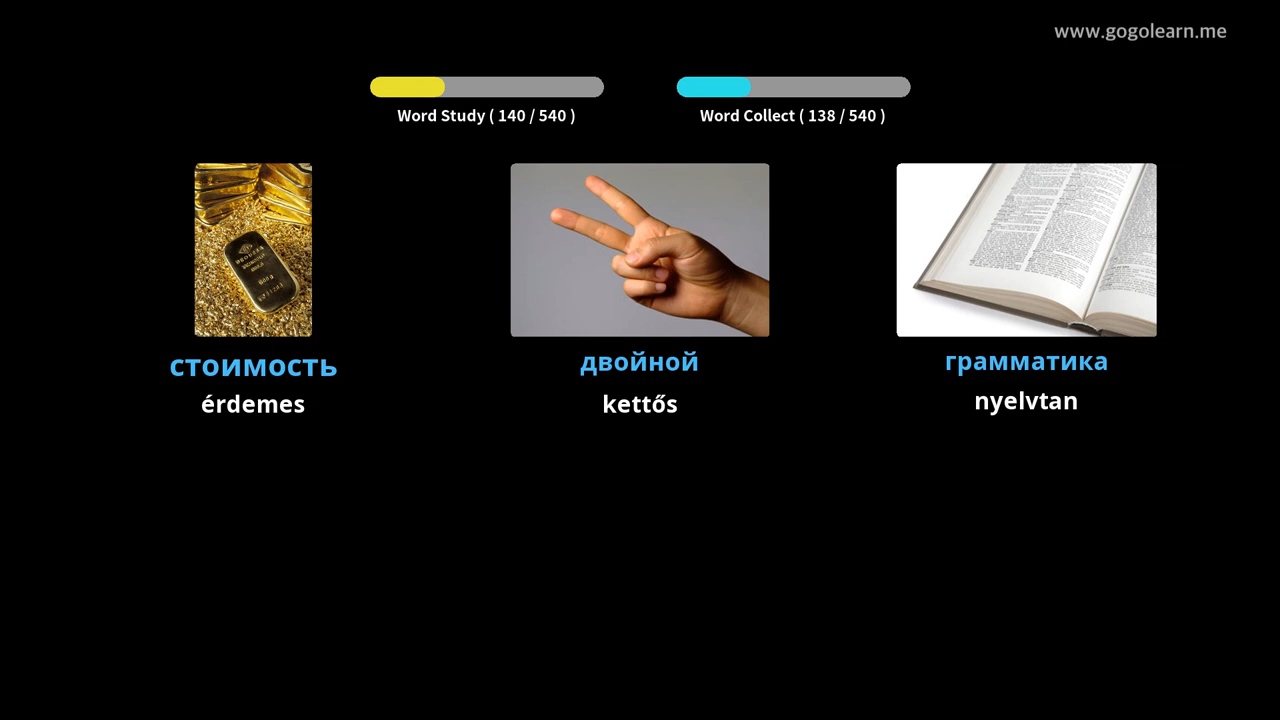 www.gogolearn.me
Word Study ( 140 / 540 )
Word Collect ( 138 / 540 )
стоимость
двойной
грамматика
érdemes
kettős
nyelvtan